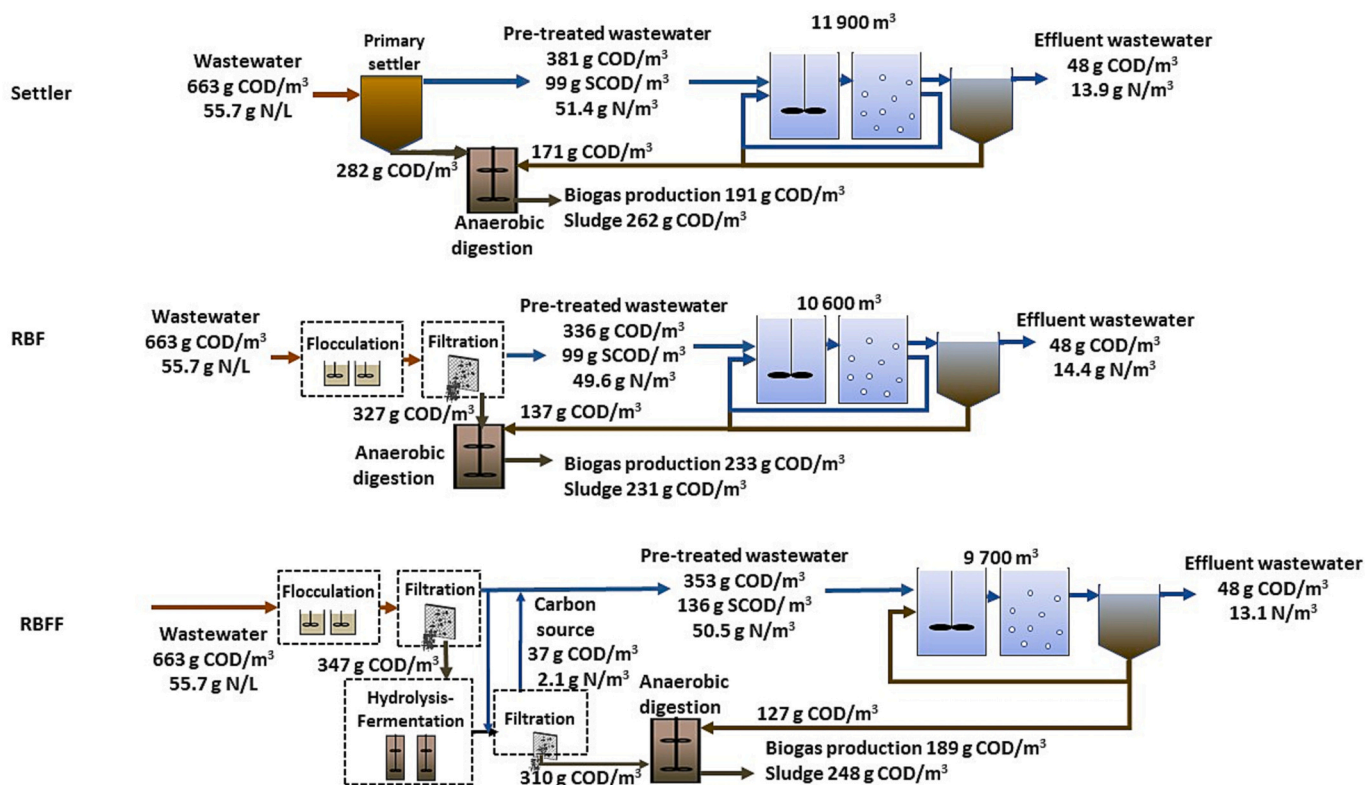 Settler
Wastewater
663 g COD/m³
55.7 g N/L
Primary
settler
Pre-treated wastewater
381 g COD/m³
99 g SCOD/ m³
51.4 g N/m³
11 900 m³
Effluent wastewater
48 g COD/m³
13.9 g N/m³
282 g COD/m³
171 g COD/m³
Anaerobic
digestion
Biogas production 191 g COD/m³
Sludge 262 g COD/m³
RBF
Wastewater
663 g COD/m³
55.7 g N/L
Flocculation
Filtration
Pre-treated wastewater
336 g COD/m³
99 g SCOD/ m³
49.6 g N/m³
10 600 m³
Effluent wastewater
48 g COD/m³
14.4 g N/m³
327 g COD/m³
137 g COD/m³
Anaerobic
digestion
Biogas production 233 g COD/m³
Sludge 231 g COD/m³
RBFF
Wastewater
663 g COD/m³
55.7 g N/L
Flocculation
Filtration
347 g COD/m³
Hydrolysis-
Fermentation
Carbon
source
37 g COD/m³
2.1 g N/m³
Filtration
310 g COD/m³
Pre-treated wastewater
353 g COD/m³
136 g SCOD/ m³
50.5 g N/m³
9 700 m³
Effluent wastewater
48 g COD/m³
13.1 N/m³
Anaerobic
digestion
127 g COD/m³
Biogas production 189 g COD/m³
Sludge 248 g COD/m³